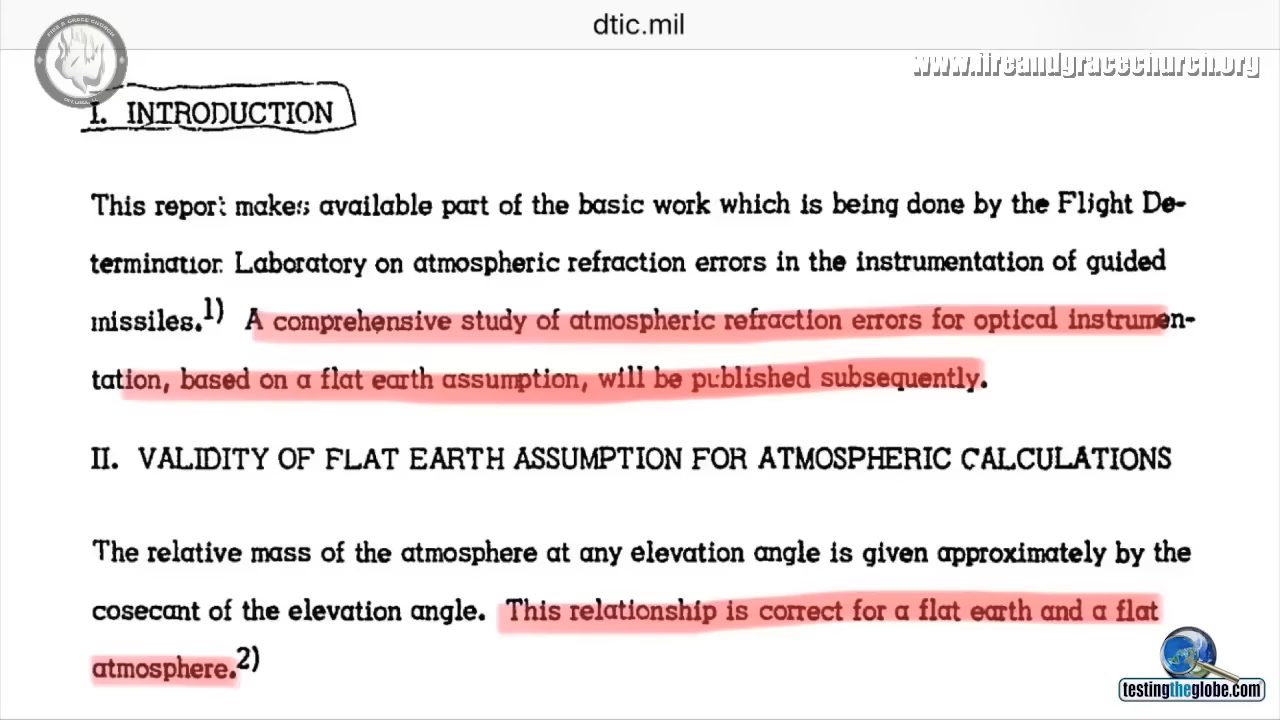 dtic.mil
FIRE & GRACE CHURCH
www.fireandgracechurch.org
I. INTRODUCTION
This report makes available part of the basic work which is being done by the Flight De-
termination Laboratory on atmospheric refraction errors in the instrumentation of guided
missiles.1) A comprehensive study of atmospheric refraction errors for optical instrumen-
tation, based on a flat earth assumption, will be published subsequently.
II. VALIDITY OF FLAT EARTH ASSUMPTION FOR ATMOSPHERIC CALCULATIONS
The relative mass of the atmosphere at any elevation angle is given approximately by the
cosecant of the elevation angle. This relationship is correct for a flat earth and a flat
atmosphere.2)
testingtheglobe.com